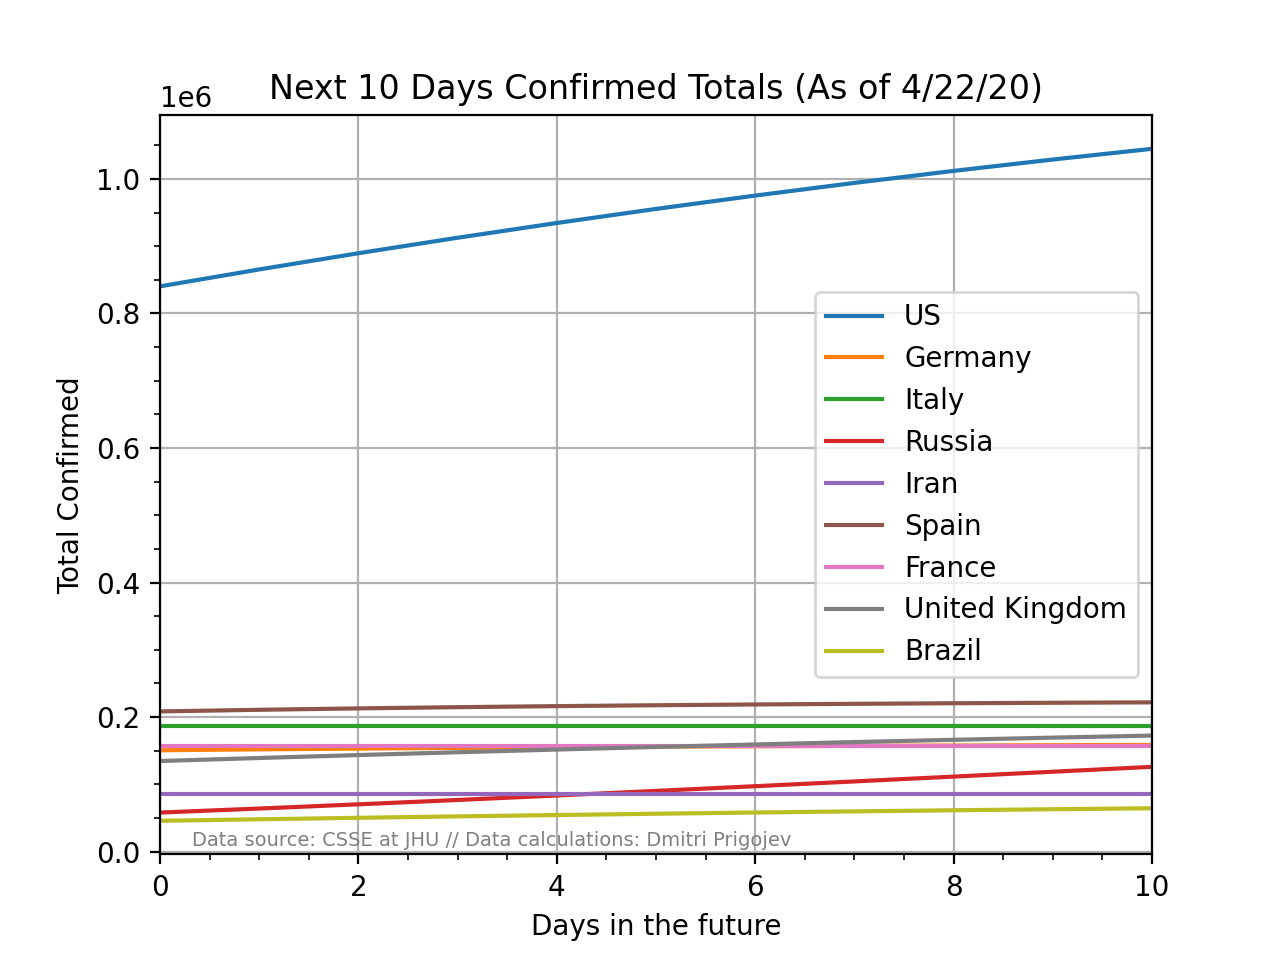 Next 10 Days Confirmed Totals (As of 4/22/20)
1e6
1.0
0.8
0.6
0.4
0.2
0.0
Total Confirmed
US
Germany
Italy
Russia
Iran
Spain
France
United Kingdom
Brazil
Data source: CSSE at JHU // Data calculations: Dmitri Prigojev
0 2 4 6 8 10
Days in the future